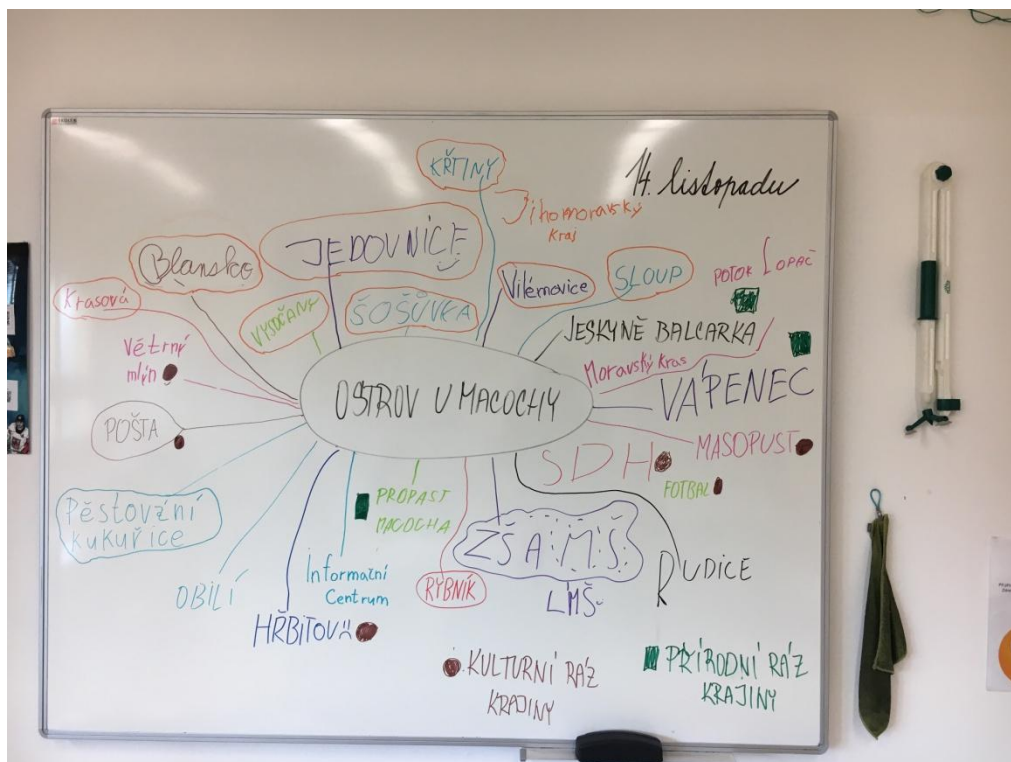 KŘTINY
14. listopadu
Jihomoravský
kraj
JEDOVNICE
Blansko
Vilémovice
SLOUP
POTOK LOPAČ
Krasová
VYSOČANY
ŠOŠŮVKA
JESKYNĚ BALCARKA
Větrný
mlýn
Moravský Kras
OSTROV U MACOCHY
VÁPENEC
POŠTA
SDH
MASOPUST
FOTBAL
PROPAST
MACOCHA
Pěstování
kukuřice
ZŠ A M.Š.
LMŠ
RUDICE
OBILÍ
Informační
Centrum
RYBNÍK
HŘBITOV
KULTURNÍ RÁZ
KRAJINY
PŘÍRODNÍ RÁZ
KRAJINY